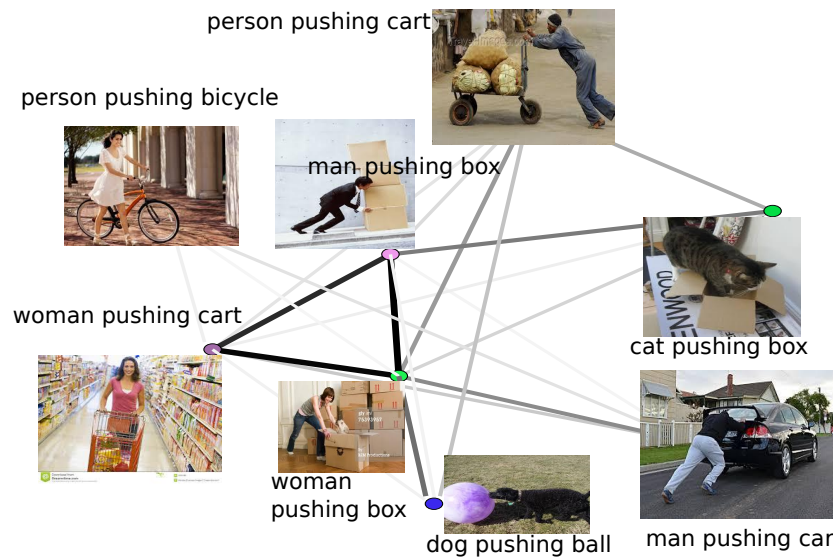 person pushing cart
person pushing bicycle
man pushing box
woman pushing cart
cat pushing box
woman
pushing box
dog pushing ball
man pushing car